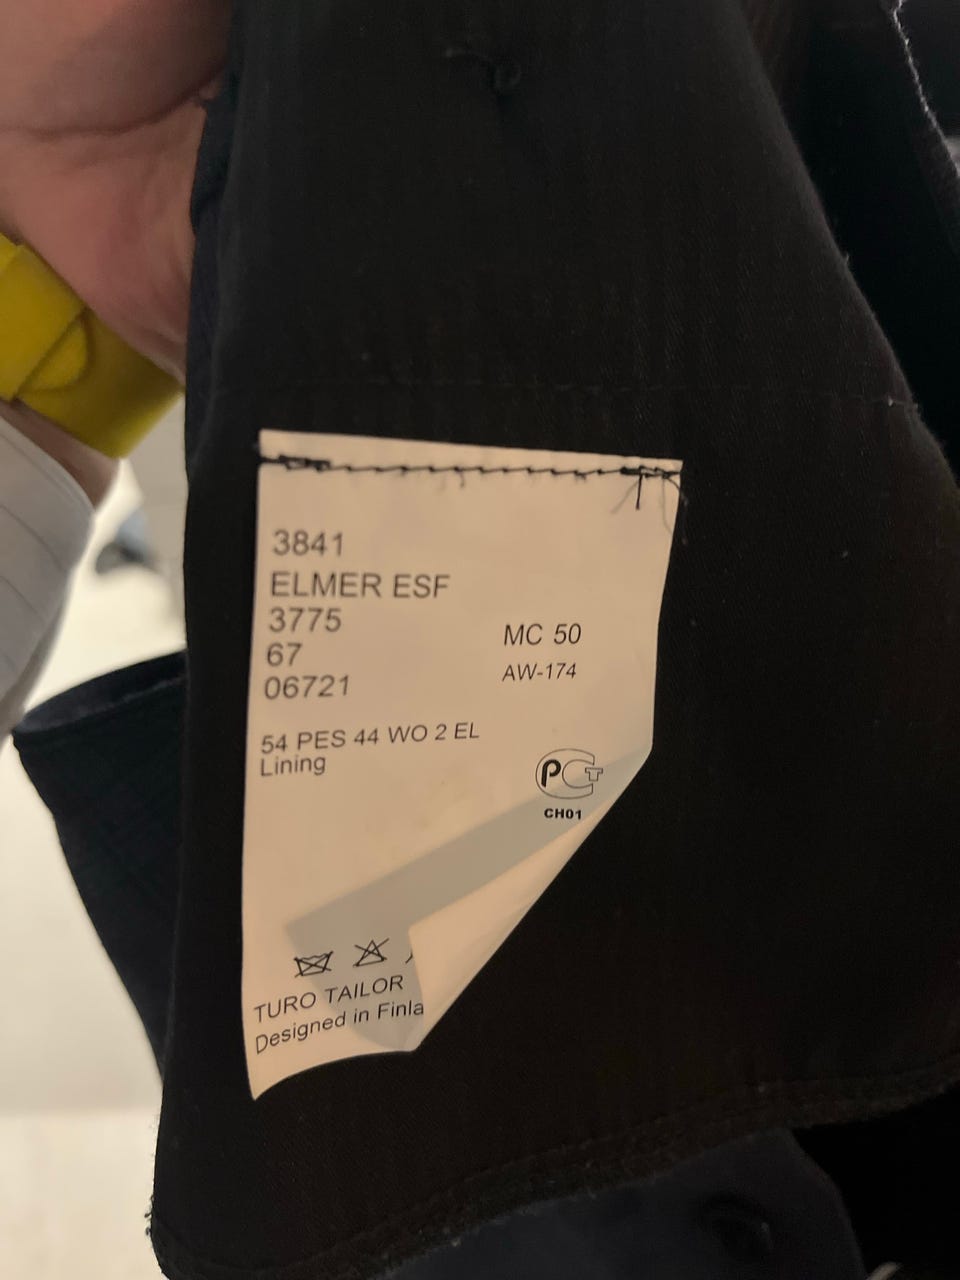 3841
ELMER ESF
3775
67
06721
MC 50
AW-174
54 PES 44 WO 2 EL
Lining
РСТ
CH01
TURO TAILOR
Designed in Finla